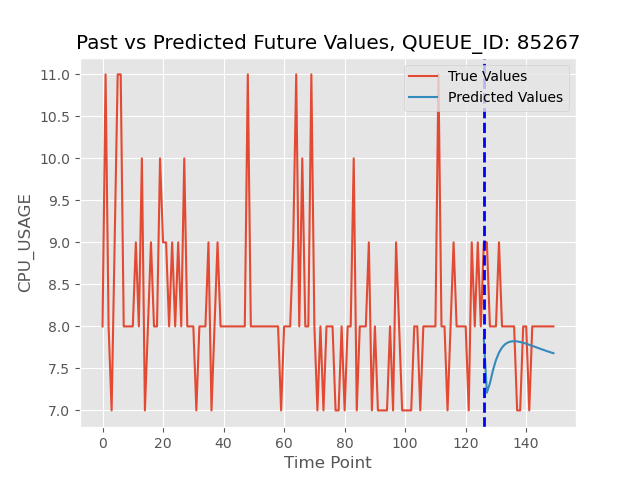 Past vs Predicted Future Values, QUEUE_ID: 85267
True Values
Predicted Values
11.0
10.5
10.0
9.5
9.0
8.5
8.0
7.5
7.0
CPU_USAGE
0 20 40 60 80 100 120 140
Time Point